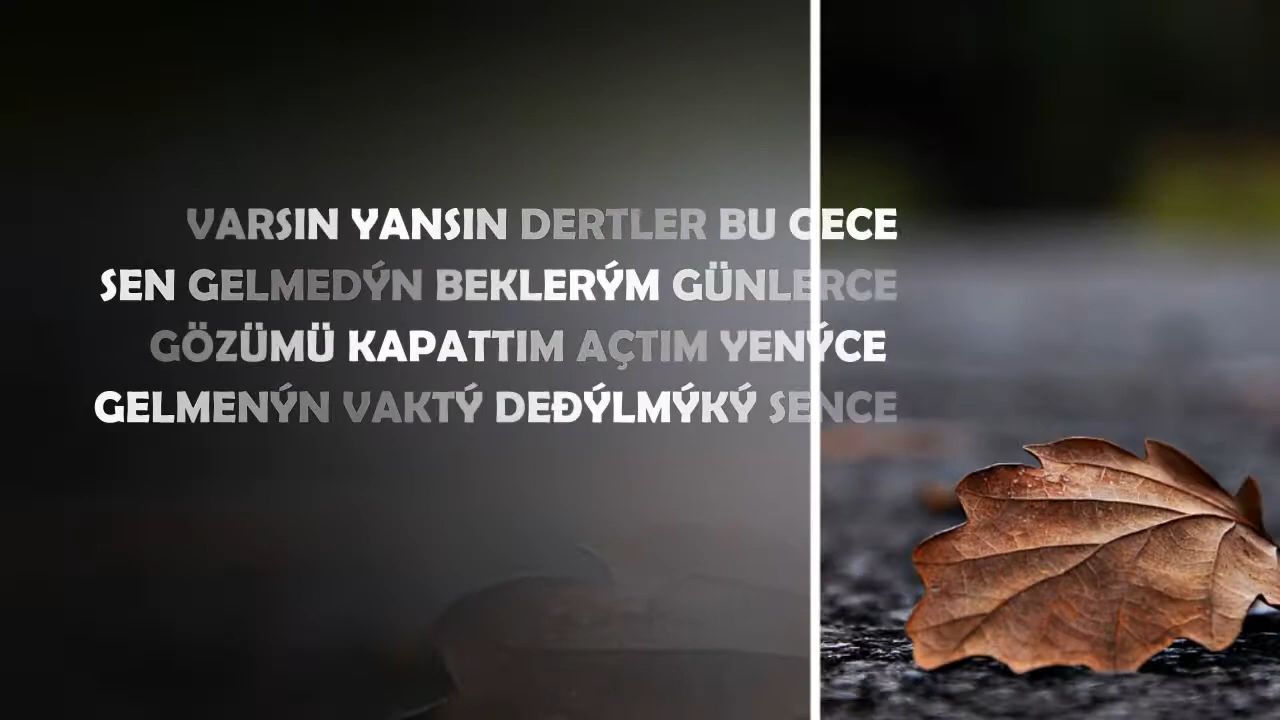 VARSIN YANSIN DERTLER BU GECE
SEN GELMEDÝN BEKLERÝM GÜNLERCE
GÖZÜMÜ KAPATTIM AÇTIM YENÝCE
GELMENÝN VAKTÝ DEÐÝLMÝKÝ SENCE